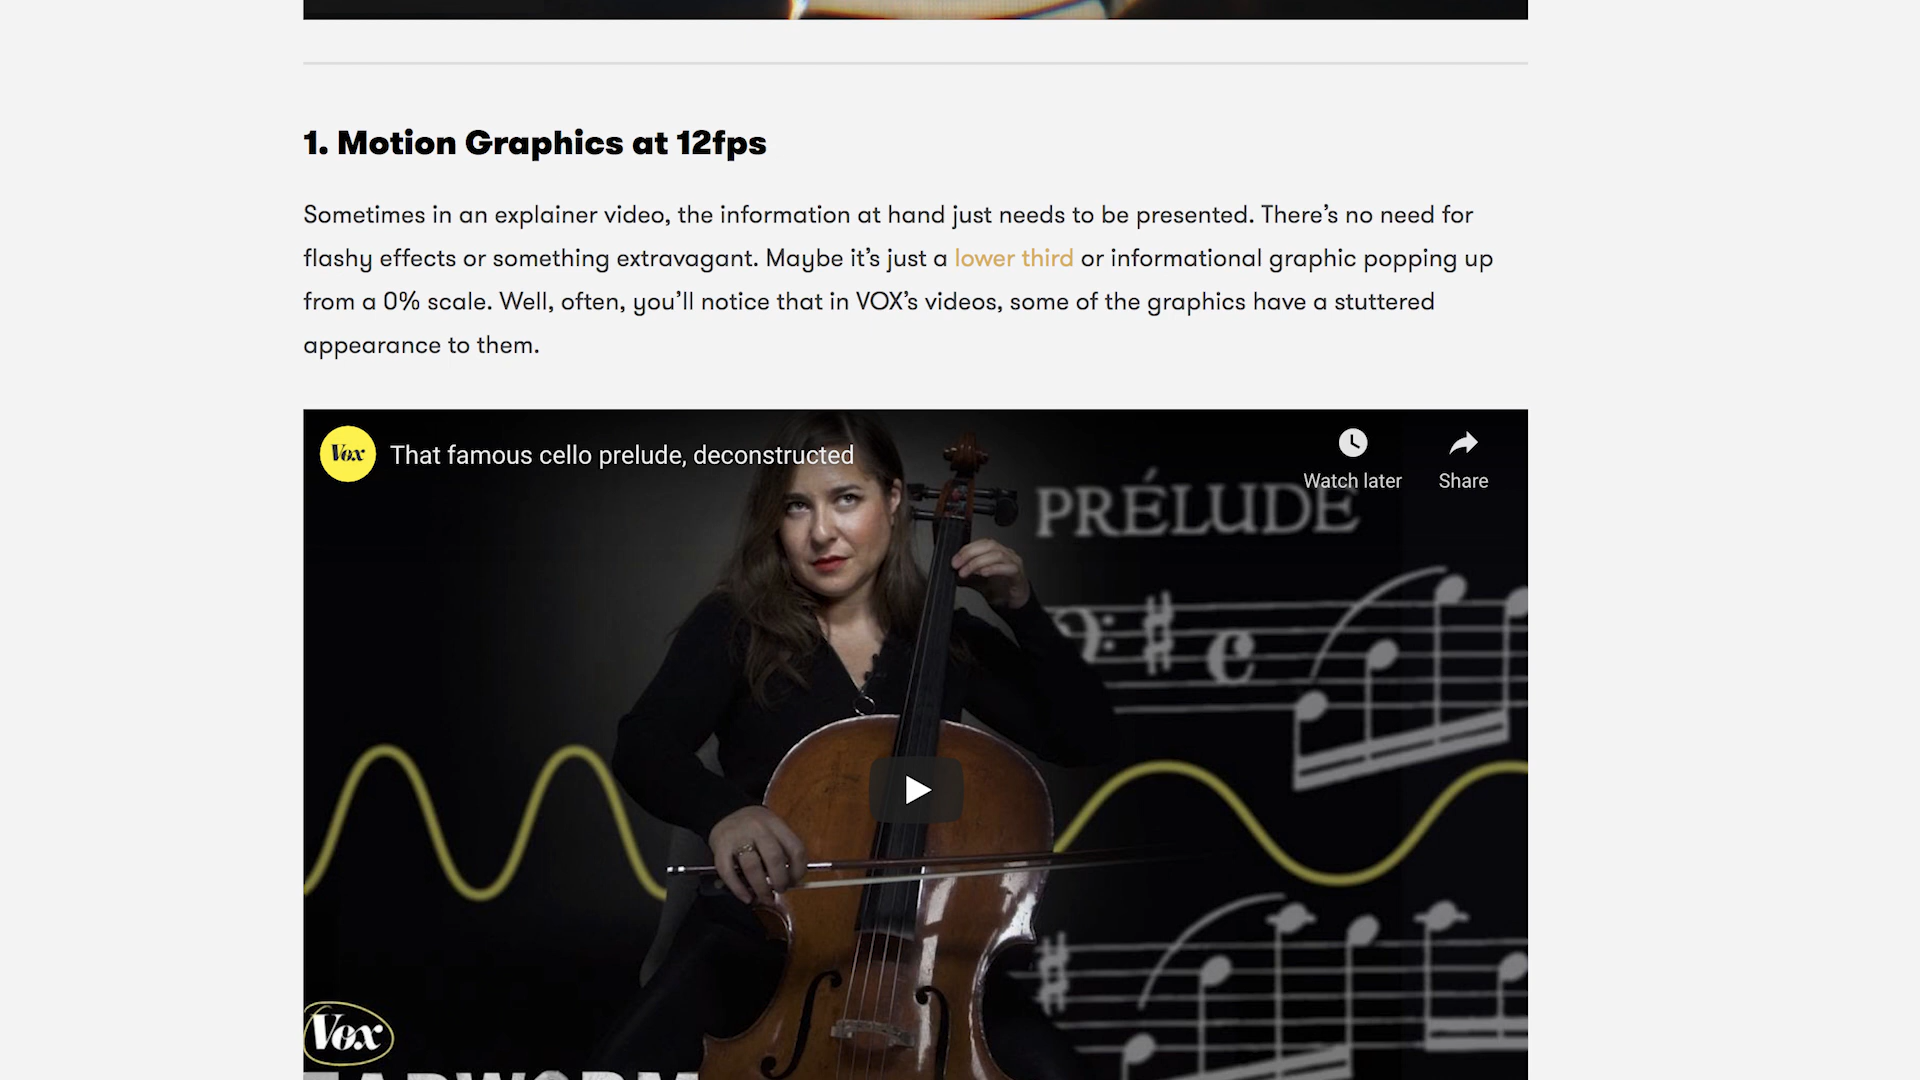 1. Motion Graphics at 12fps
Sometimes in an explainer video, the information at hand just needs to be presented. There’s no need for
flashy effects or something extravagant. Maybe it’s just a lower third or informational graphic popping up
from a 0% scale. Well, often, you’ll notice that in VOX’s videos, some of the graphics have a stuttered
appearance to them.
Vox That famous cello prelude, deconstructed
Watch later Share
PRÉLUDE
Vox